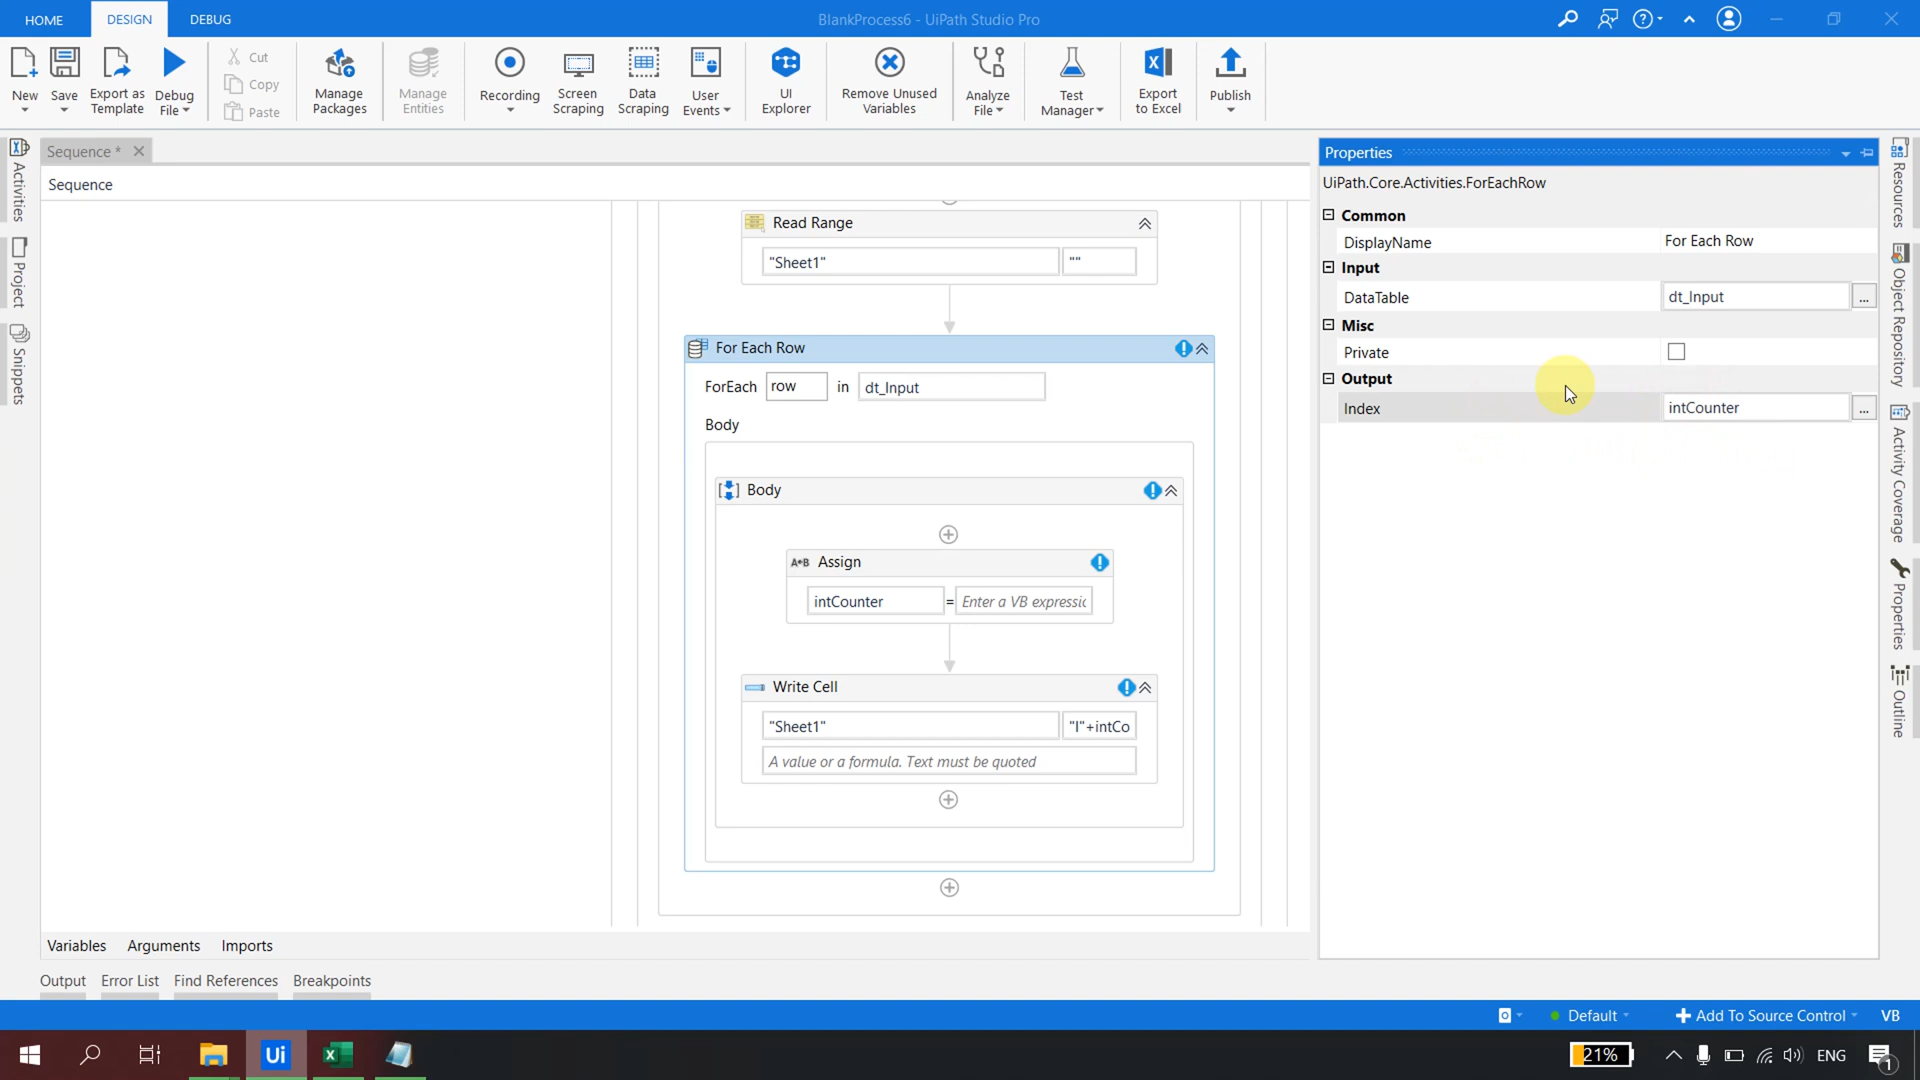 HOME DESIGN DEBUG BlankProcess6 - UiPath Studio Pro
New Save Export as Template Debug File
Cut
Copy
Paste
Manage Packages Manage Entities Recording Screen Scraping Data Scraping User Events UI Explorer Remove Unused Variables Analyze File Test Manager Export to Excel Publish
Sequence *
Sequence
Activities
Project
Snippets
Read Range
"Sheet1" ""
For Each Row
ForEach row in dt_Input
Body
Body
A+B Assign
intCounter = Enter a VB expressic
Write Cell
"Sheet1" "I"+intCo
A value or a formula. Text must be quoted
Properties
UiPath.Core.Activities.ForEachRow
Common
DisplayName For Each Row
Input
DataTable dt_Input ...
Misc
Private
Output
Index intCounter ...
Resources
Object Repository
Activity Coverage
Properties
Outline
Variables Arguments Imports
Output Error List Find References Breakpoints
Default Add To Source Control VB
Ui 21% ENG 1